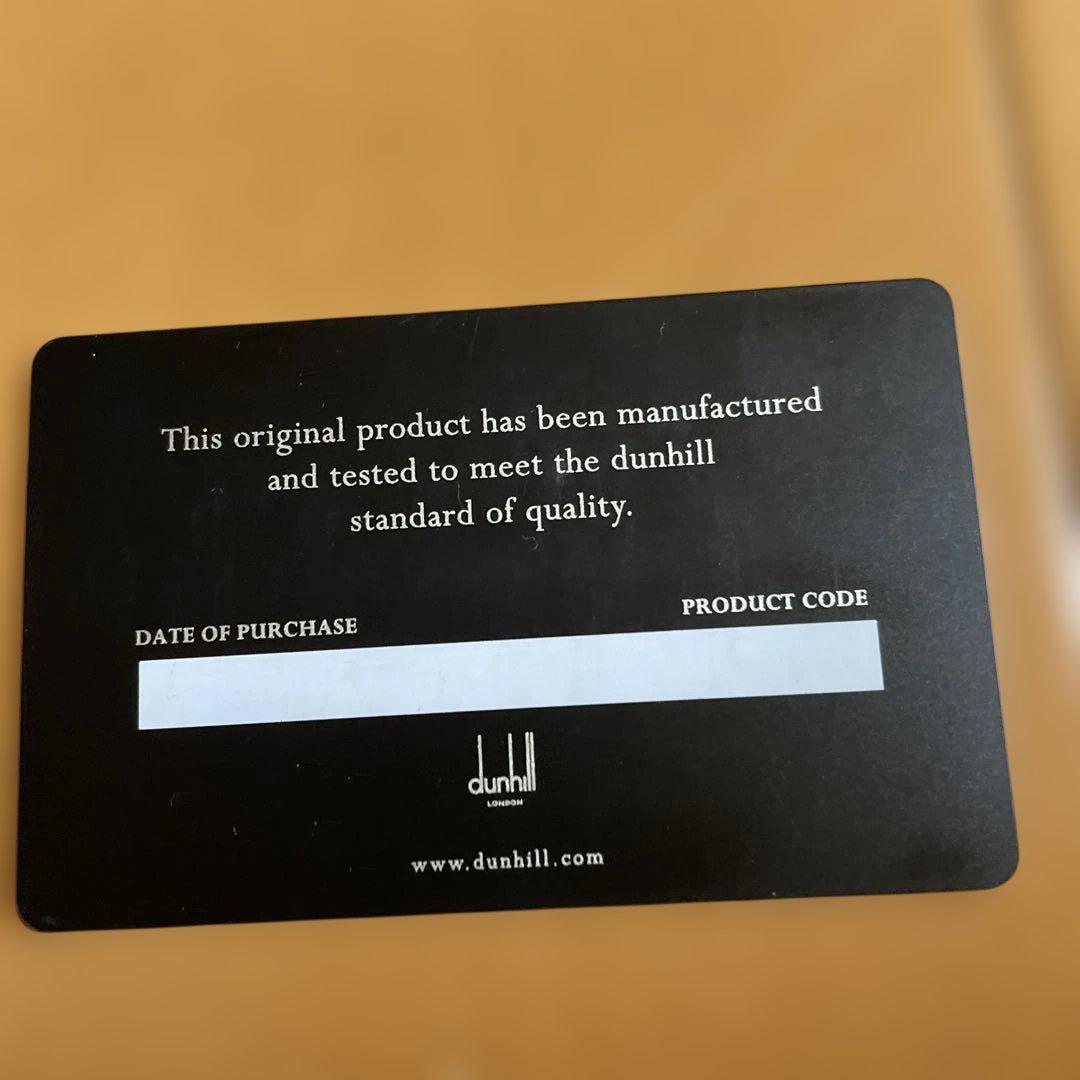 This original product has been manufactured
and tested to meet the dunhill
standard of quality.
DATE OF PURCHASE PRODUCT CODE
dunhill
LONDON
www.dunhill.com